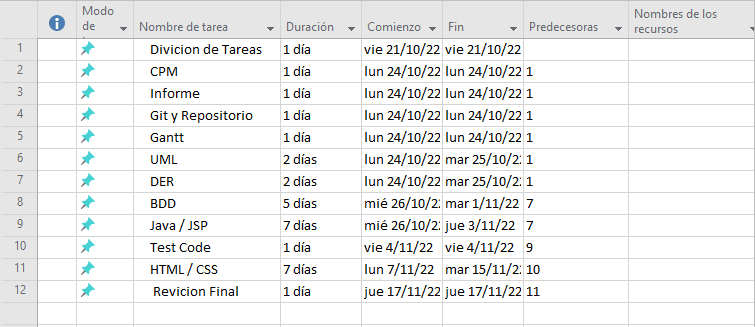 Modo de Nombre de tarea Duración Comienzo Fin Predecesoras Nombres de los recursos
1 Divicion de Tareas 1 día vie 21/10/22 vie 21/10/22
2 CPM 1 día lun 24/10/22 lun 24/10/22 1
3 Informe 1 día lun 24/10/22 lun 24/10/22 1
4 Git y Repositorio 1 día lun 24/10/22 lun 24/10/22 1
5 Gantt 1 día lun 24/10/22 lun 24/10/22 1
6 UML 2 días lun 24/10/22 mar 25/10/22 1
7 DER 2 días lun 24/10/22 mar 25/10/22 1
8 BDD 5 días mié 26/10/22 mar 1/11/22 7
9 Java / JSP 7 días mié 26/10/22 jue 3/11/22 7
10 Test Code 1 día vie 4/11/22 vie 4/11/22 9
11 HTML / CSS 7 días lun 7/11/22 mar 15/11/22 10
12 Revicion Final 1 día jue 17/11/22 jue 17/11/22 11